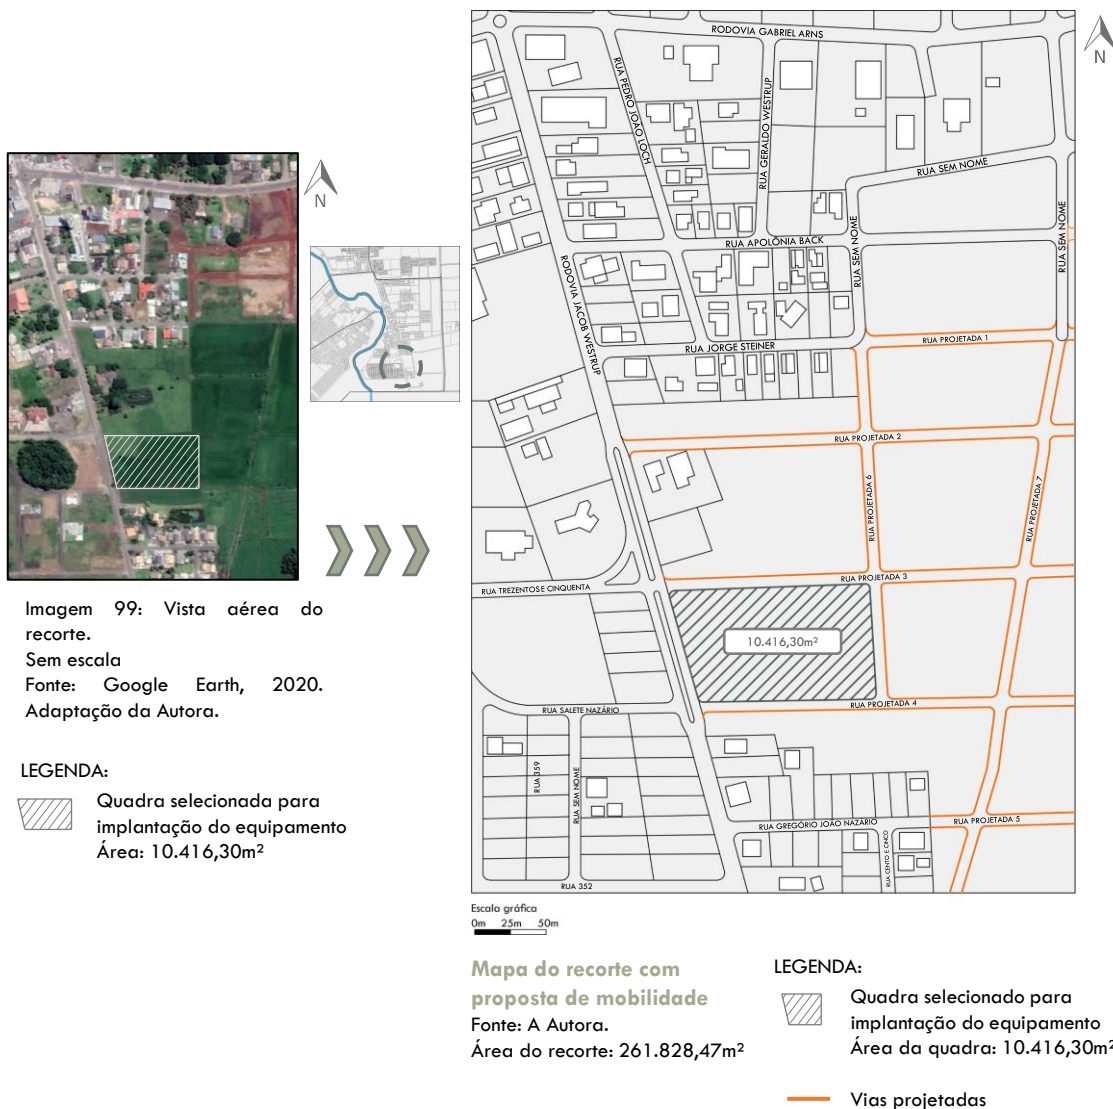 N
Imagem 99: Vista aérea do
recorte.
Sem escala
Fonte: Google Earth, 2020.
Adaptação da Autora.
LEGENDA:
Quadra selecionada para
implantação do equipamento
Área: 10.416,30m²
N
RODOVIA GABRIEL ARNS
RUA PEDRO JOÃO LOCH
RUA GERALDO WESTRUP
RUA SEM NOME
RUA APOLÔNIA BACK
RUA SEM NOME
RUA SEM NOME
RODOVIA JACOB WESTRUP
RUA JORGE STEINER
RUA PROJETADA 1
RUA PROJETADA 2
RUA PROJETADA 6
RUA PROJETADA 7
RUA PROJETADA 3
RUA TREZENTOS E CINQUENTA
10.416,30m²
RUA PROJETADA 4
RUA SALETE NAZÁRIO
RUA 359
RUA SEM NOME
RUA GREGÓRIO JOÃO NAZÁRIO
RUA PROJETADA 5
RUA CENTO E CINCO
RUA 352
Escala gráfica
0m 25m 50m
Mapa do recorte com
proposta de mobilidade
Fonte: A Autora.
Área do recorte: 261.828,47m²
LEGENDA:
Quadra selecionado para
implantação do equipamento
Área da quadra: 10.416,30m²
Vias projetadas